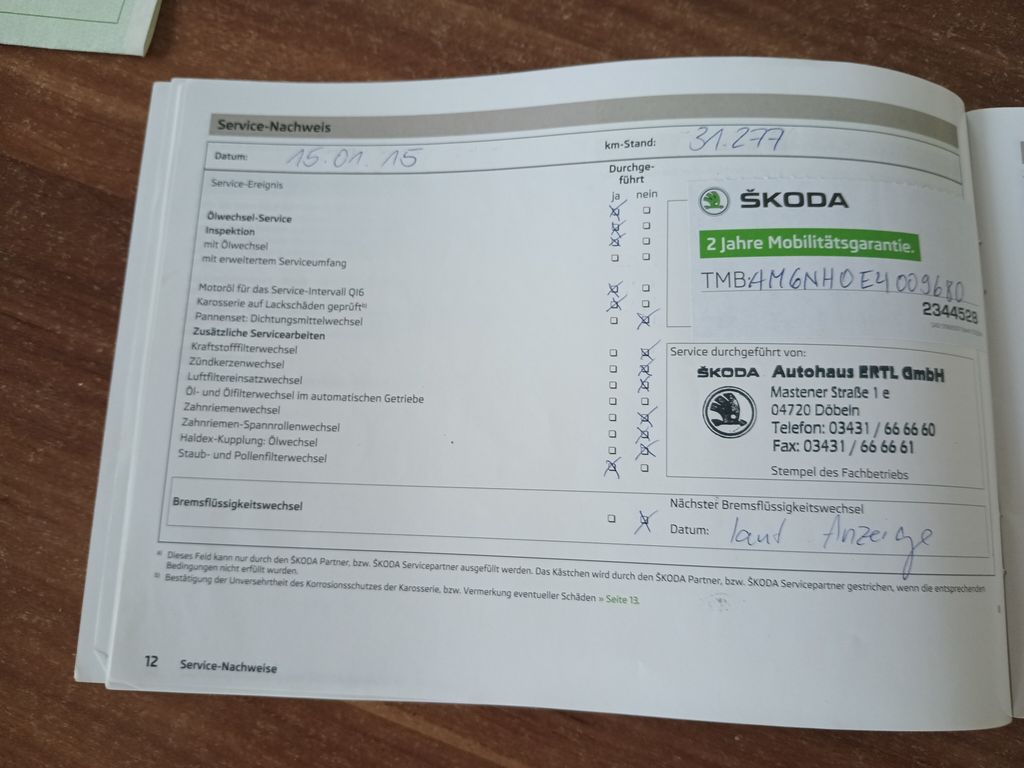 Service-Nachweis
Datum: 15.01.15
km-Stand: 31.277
Service-Ereignis
Durchge-
führt
ja nein
Ölwechsel-Service
Inspektion
mit Ölwechsel
mit erweitertem Serviceumfang
Motoröl für das Service-Intervall QI6
Karosserie auf Lackschäden geprüft
Pannenset: Dichtungsmittelwechsel
Zusätzliche Servicearbeiten
Kraftstofffilterwechsel
Zündkerzenwechsel
Luftfiltereinsatzwechsel
Öl- und Ölfilterwechsel im automatischen Getriebe
Zahnriemenwechsel
Zahnriemen-Spannrollenwechsel
Haldex-Kupplung: Ölwechsel
Staub- und Pollenfilterwechsel
ŠKODA
2 Jahre Mobilitätsgarantie.
TMB:AM6NH0E4009680
2344528
Service durchgeführt von:
ŠKODA Autohaus ERTL GmbH
Mastener Straße 1 e
04720 Döbeln
Telefon: 03431 / 66 66 60
Fax: 03431 / 66 66 61
Stempel des Fachbetriebs
Bremsflüssigkeitswechsel
Nächster Bremsflüssigkeitswechsel
Datum: laut Anzeige
a) Dieses Feld kann nur durch den ŠKODA Partner, bzw. ŠKODA Servicepartner ausgefüllt werden. Das Kästchen wird durch den ŠKODA Partner, bzw. ŠKODA Servicepartner gestrichen, wenn die entsprechenden
Bedingungen nicht erfüllt wurden.
b) Bestätigung der Unversehrtheit des Korrosionsschutzes der Karosserie, bzw. Vermerkung eventueller Schäden » Seite 13.
12 Service-Nachweise